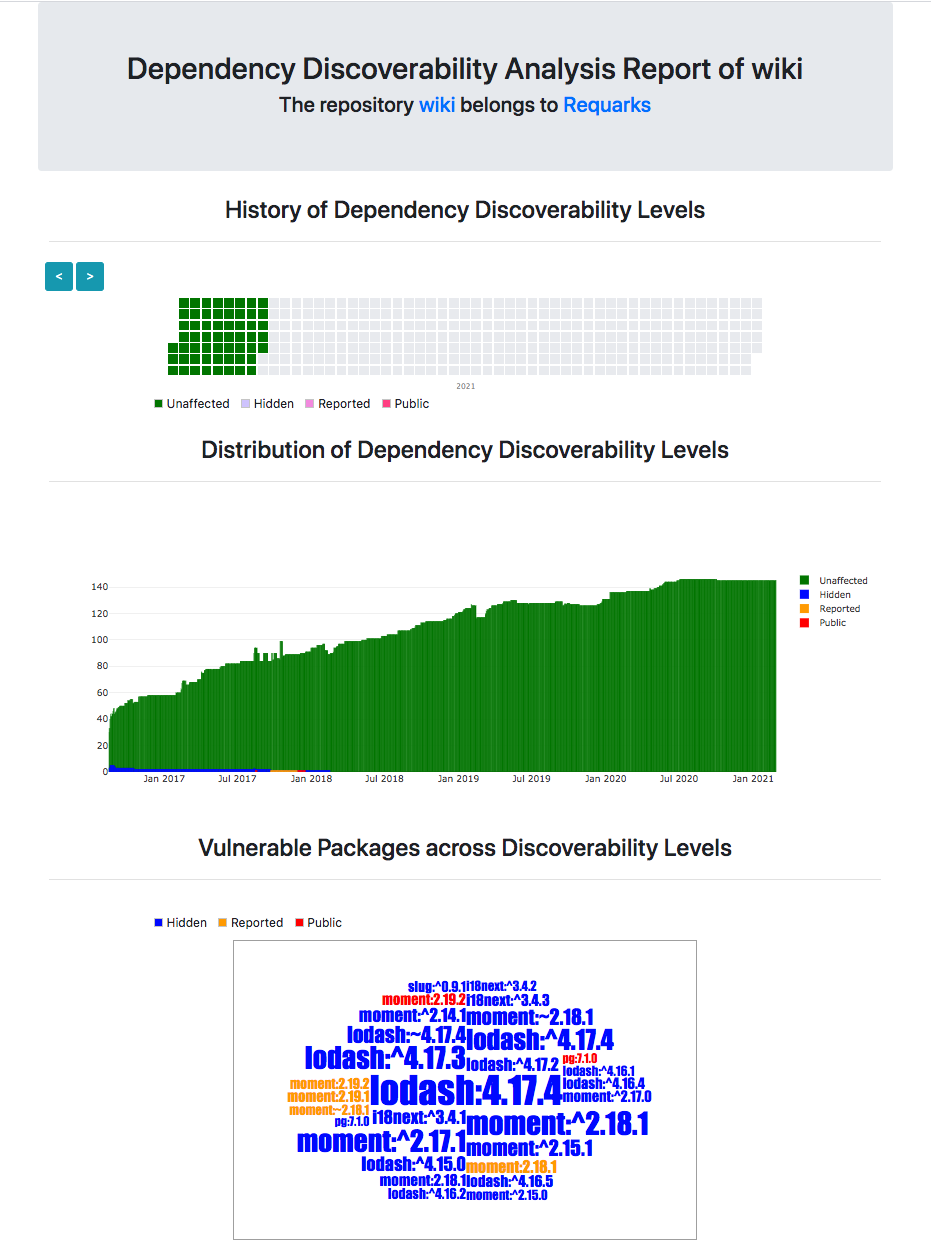 Dependency Discoverability Analysis Report of wiki
The repository wiki belongs to Requarks
History of Dependency Discoverability Levels
< >
2021
Unaffected Hidden Reported Public
Distribution of Dependency Discoverability Levels
140
120
100
80
60
40
20
0
Jan 2017 Jul 2017 Jan 2018 Jul 2018 Jan 2019 Jul 2019 Jan 2020 Jul 2020 Jan 2021
Unaffected
Hidden
Reported
Public
Vulnerable Packages across Discoverability Levels
Hidden Reported Public
slug:^0.9.1 i18next:^3.4.2
moment:2.19.2 i18next:^3.4.3
moment:^2.14.1 moment:~2.18.1
lodash:~4.17.4 lodash:^4.17.4
lodash:^4.17.3 lodash:^4.17.2 pg:7.1.0
lodash:^4.16.1
moment:2.19.2 lodash:4.17.4 lodash:^4.16.4
moment:2.19.1 moment:^2.17.0
moment:~2.18.1
pg:7.1.0 i18next:^3.4.1 moment:^2.18.1
moment:^2.17.1 moment:^2.15.1
lodash:^4.15.0 moment:2.18.1
moment:2.18.1 lodash:^4.16.5
lodash:^4.16.2 moment:^2.15.0